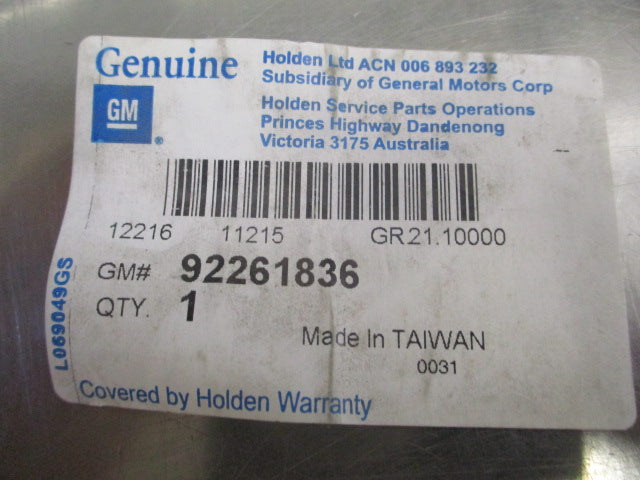 Genuine
GM
®
Holden Ltd ACN 006 893 232
Subsidiary of General Motors Corp
Holden Service Parts Operations
Princes Highway Dandenong
Victoria 3175 Australia
12216 11215 GR21.10000
GM# 92261836
QTY. 1
Made In TAIWAN
0031
L069049GS
Covered by Holden Warranty